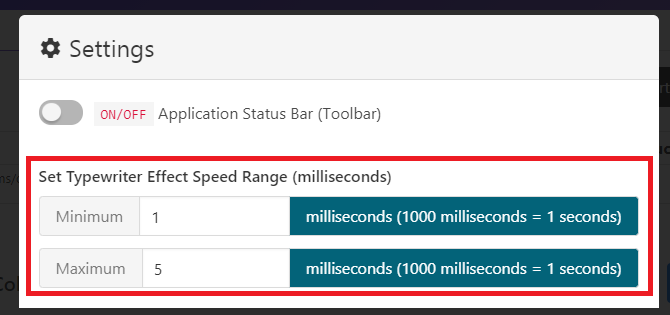 Settings
ON/OFF Application Status Bar (Toolbar)
Set Typewriter Effect Speed Range (milliseconds)
Minimum 1 milliseconds (1000 milliseconds = 1 seconds)
Maximum 5 milliseconds (1000 milliseconds = 1 seconds)